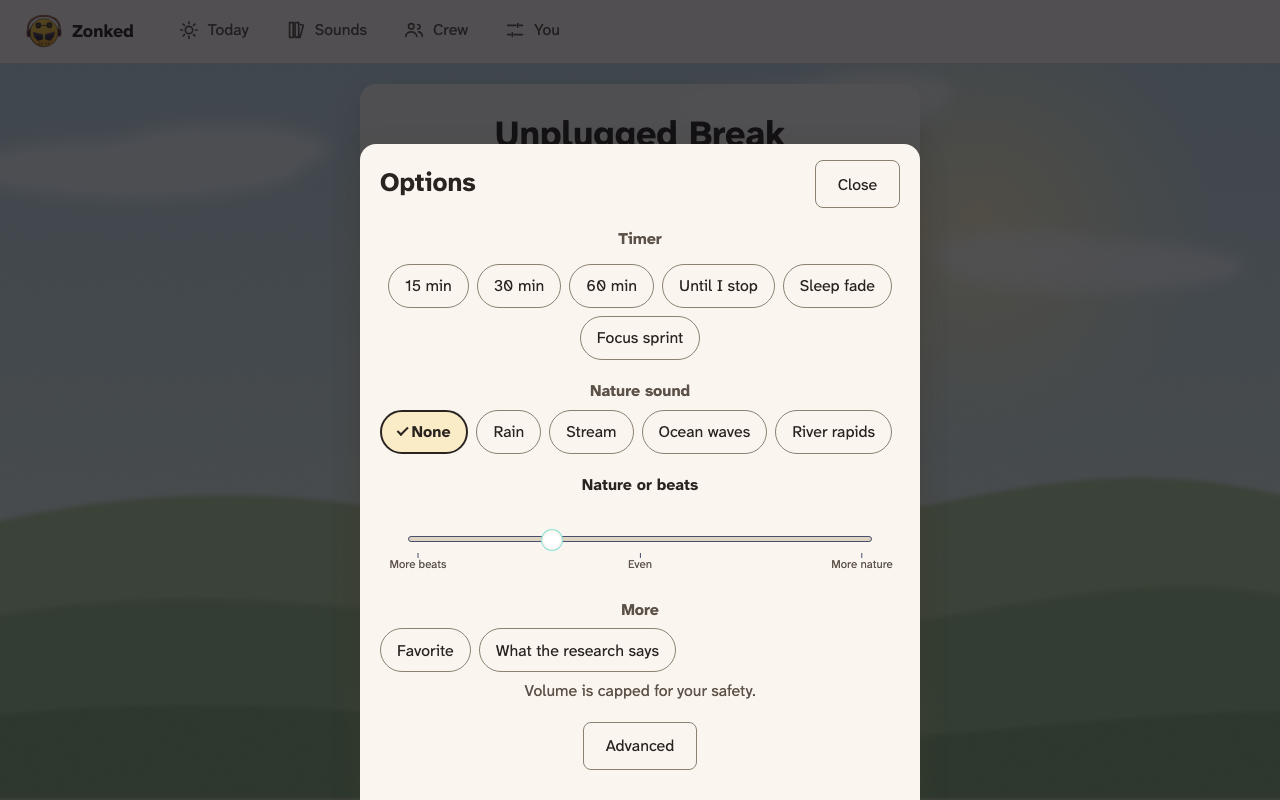 Zonked
Today
Sounds
Crew
You
Unplugged Break
Options
Close
Timer
15 min
30 min
60 min
Until I stop
Sleep fade
Focus sprint
Nature sound
None
Rain
Stream
Ocean waves
River rapids
Nature or beats
More beats
Even
More nature
More
Favorite
What the research says
Volume is capped for your safety.
Advanced